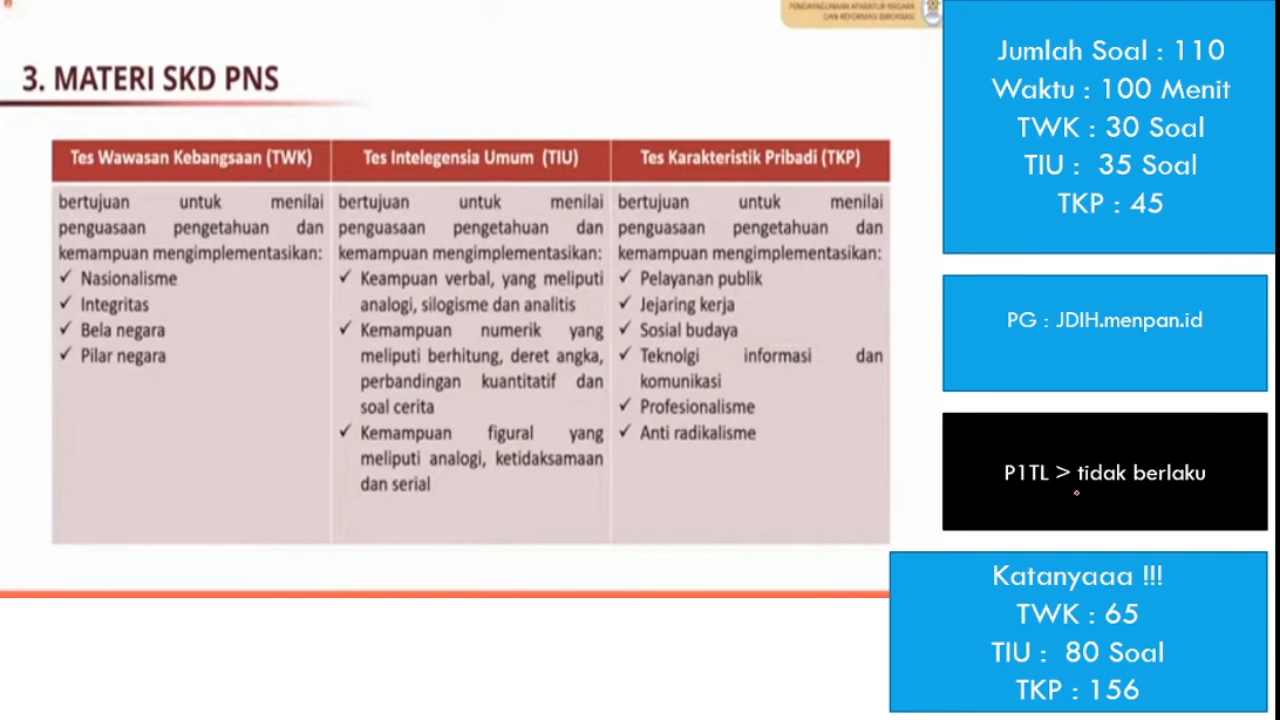 PENDAYAGUNAAN APARATUR NEGARA
DAN REFORMASI BIROKRASI
3. MATERI SKD PNS
Tes Wawasan Kebangsaan (TWK)
bertujuan untuk menilai
penguasaan pengetahuan dan
kemampuan mengimplementasikan:
✓ Nasionalisme
✓ Integritas
✓ Bela negara
✓ Pilar negara
Tes Intelegensia Umum (TIU)
bertujuan untuk menilai
penguasaan pengetahuan dan
kemampuan mengimplementasikan:
✓ Keampuan verbal, yang meliputi
analogi, silogisme dan analitis
✓ Kemampuan numerik yang
meliputi berhitung, deret angka,
perbandingan kuantitatif dan
soal cerita
✓ Kemampuan figural yang
meliputi analogi, ketidaksamaan
dan serial
Tes Karakteristik Pribadi (TKP)
bertujuan untuk menilai
penguasaan pengetahuan dan
kemampuan mengimplementasikan:
✓ Pelayanan publik
✓ Jejaring kerja
✓ Sosial budaya
✓ Teknolgi informasi dan
komunikasi
✓ Profesionalisme
✓ Anti radikalisme
Jumlah Soal : 110
Waktu : 100 Menit
TWK : 30 Soal
TIU : 35 Soal
TKP : 45
PG : JDIH.menpan.id
P1TL > tidak berlaku
Katanyaaa !!!
TWK : 65
TIU : 80 Soal
TKP : 156